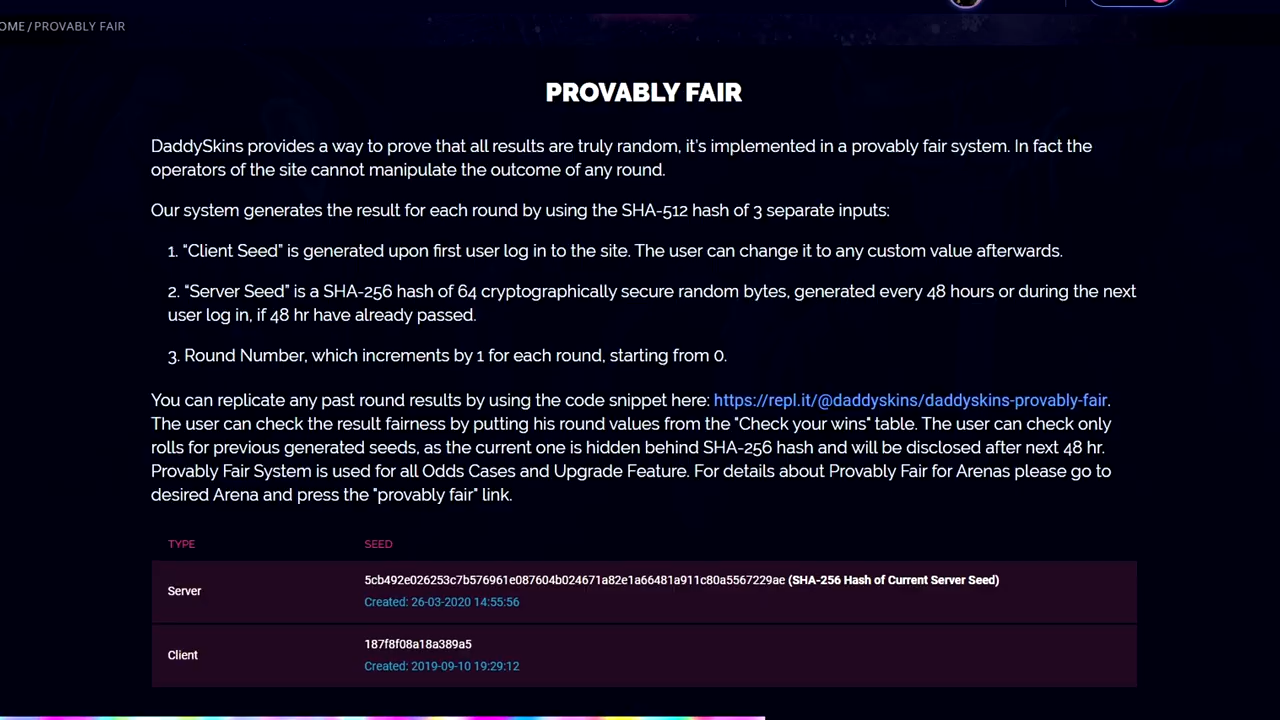 OME / PROVABLY FAIR
PROVABLY FAIR
DaddySkins provides a way to prove that all results are truly random, it's implemented in a provably fair system. In fact the
operators of the site cannot manipulate the outcome of any round.
Our system generates the result for each round by using the SHA-512 hash of 3 separate inputs:
1. “Client Seed” is generated upon first user log in to the site. The user can change it to any custom value afterwards.
2. “Server Seed” is a SHA-256 hash of 64 cryptographically secure random bytes, generated every 48 hours or during the next
user log in, if 48 hr have already passed.
3. Round Number, which increments by 1 for each round, starting from 0.
You can replicate any past round results by using the code snippet here: https://repl.it/@daddyskins/daddyskins-provably-fair.
The user can check the result fairness by putting his round values from the "Check your wins" table. The user can check only
rolls for previous generated seeds, as the current one is hidden behind SHA-256 hash and will be disclosed after next 48 hr.
Provably Fair System is used for all Odds Cases and Upgrade Feature. For details about Provably Fair for Arenas please go to
desired Arena and press the "provably fair" link.
TYPE SEED
5cb492e026253c7b576961e087604b024671a82e1a66481a911c80a5567229ae (SHA-256 Hash of Current Server Seed)
Server
Created: 26-03-2020 14:55:56
187f8f08a18a389a5
Client
Created: 2019-09-10 19:29:12